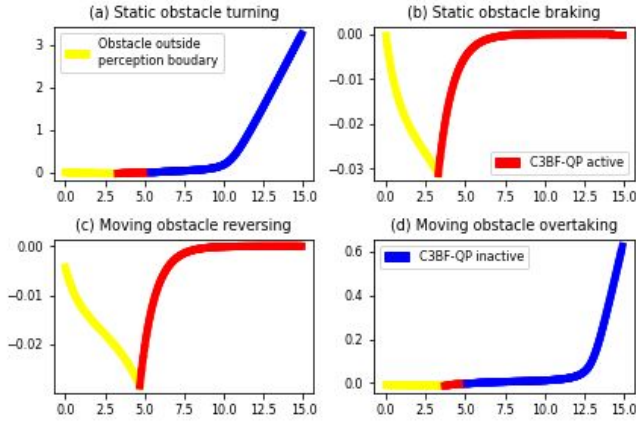 (a) Static obstacle turning
3
2
1
0
Obstacle outside
perception boudary
0.0 2.5 5.0 7.5 10.0 12.5 15.0
(b) Static obstacle braking
0.00
−0.01
−0.02
−0.03
C3BF-QP active
0.0 2.5 5.0 7.5 10.0 12.5 15.0
(c) Moving obstacle reversing
0.00
−0.01
−0.02
0.0 2.5 5.0 7.5 10.0 12.5 15.0
(d) Moving obstacle overtaking
0.6
0.4
0.2
0.0
C3BF-QP inactive
0.0 2.5 5.0 7.5 10.0 12.5 15.0